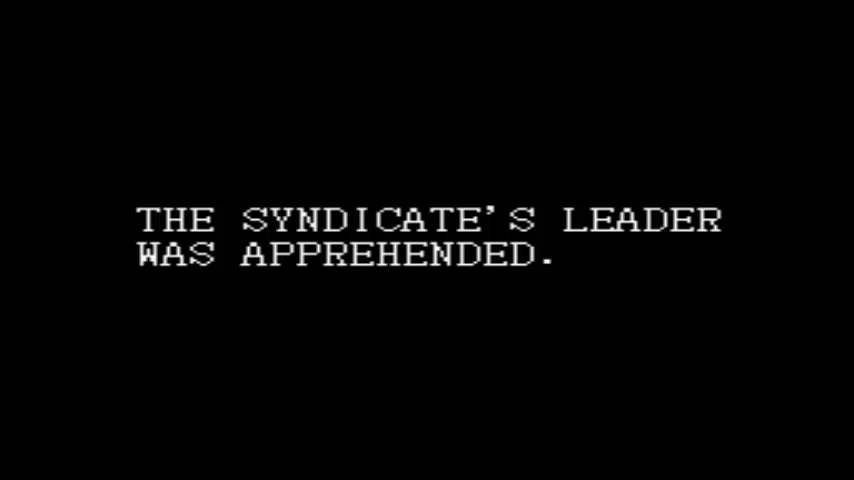 THE SYNDICATE'S LEADER
WAS APPREHENDED.